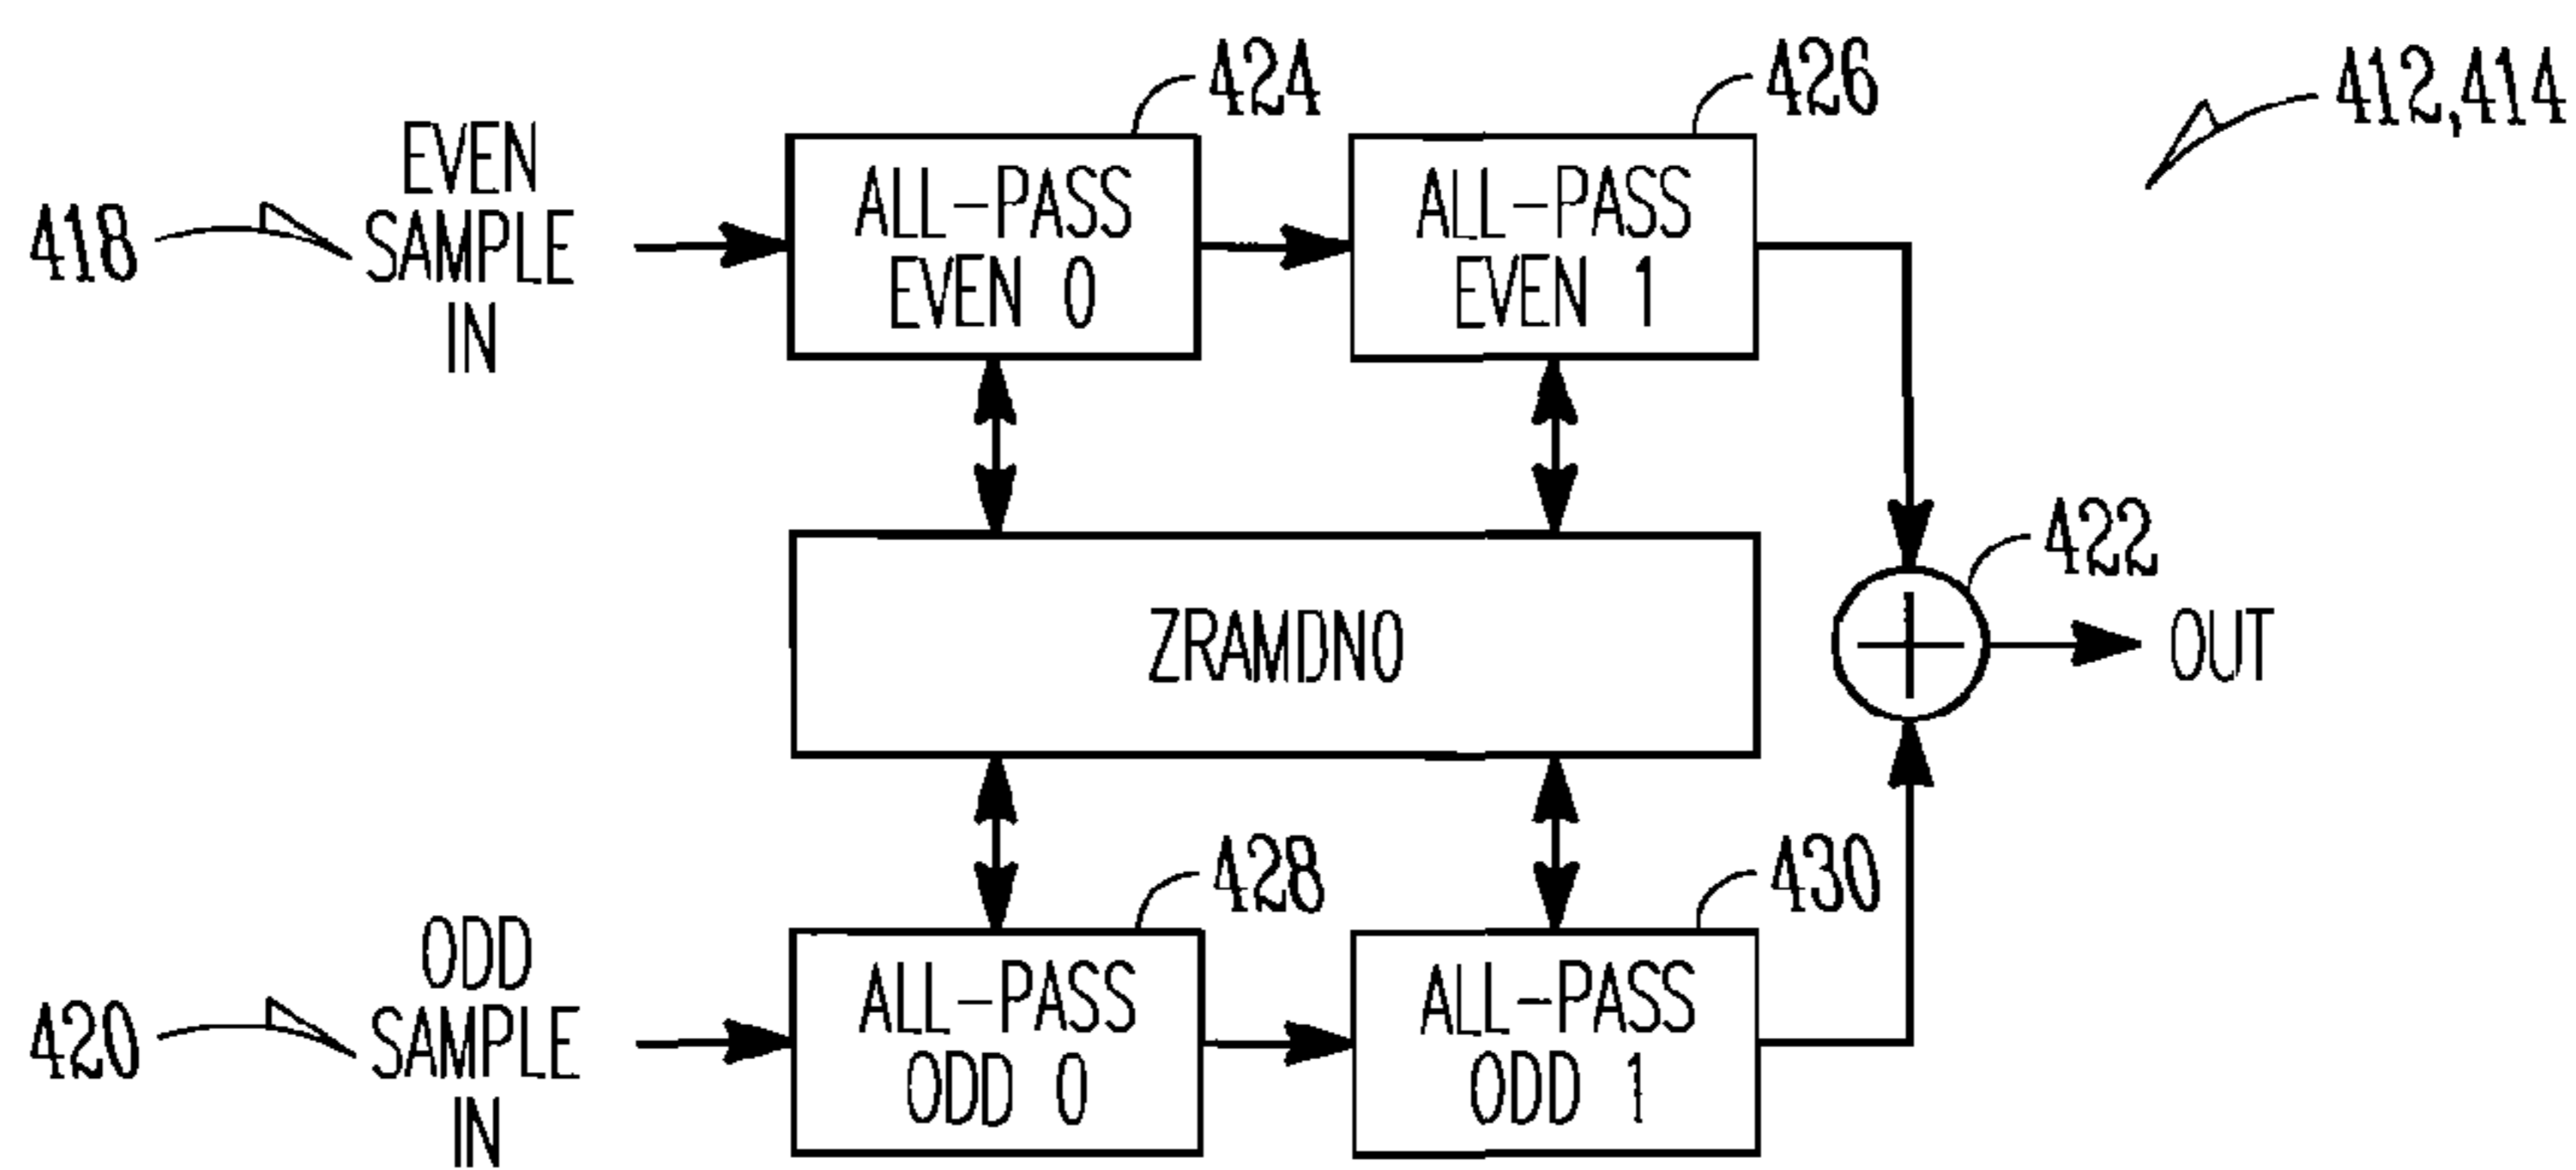 424
426
412,414
418
EVEN
SAMPLE
IN
ALL-PASS
EVEN 0
ALL-PASS
EVEN 1
ZRAMDN0
422
OUT
428
430
420
ODD
SAMPLE
IN
ALL-PASS
ODD 0
ALL-PASS
ODD 1